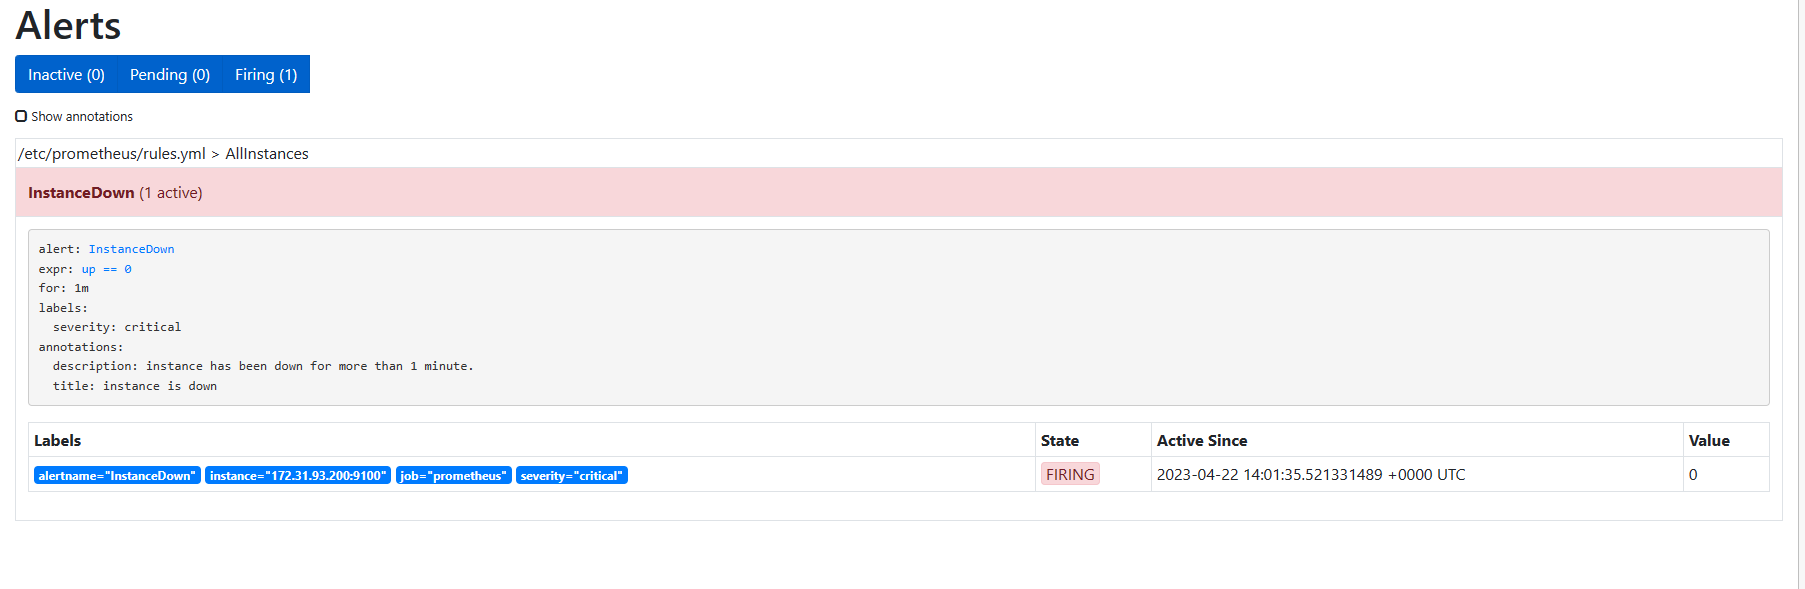 Alerts
Inactive (0) Pending (0) Firing (1)
Show annotations
/etc/prometheus/rules.yml > AllInstances
InstanceDown (1 active)
alert: InstanceDown
expr: up == 0
for: 1m
labels:
  severity: critical
annotations:
  description: instance has been down for more than 1 minute.
  title: instance is down
Labels State Active Since Value
alertname="InstanceDown" instance="172.31.93.200:9100" job="prometheus" severity="critical" FIRING 2023-04-22 14:01:35.521331489 +0000 UTC 0